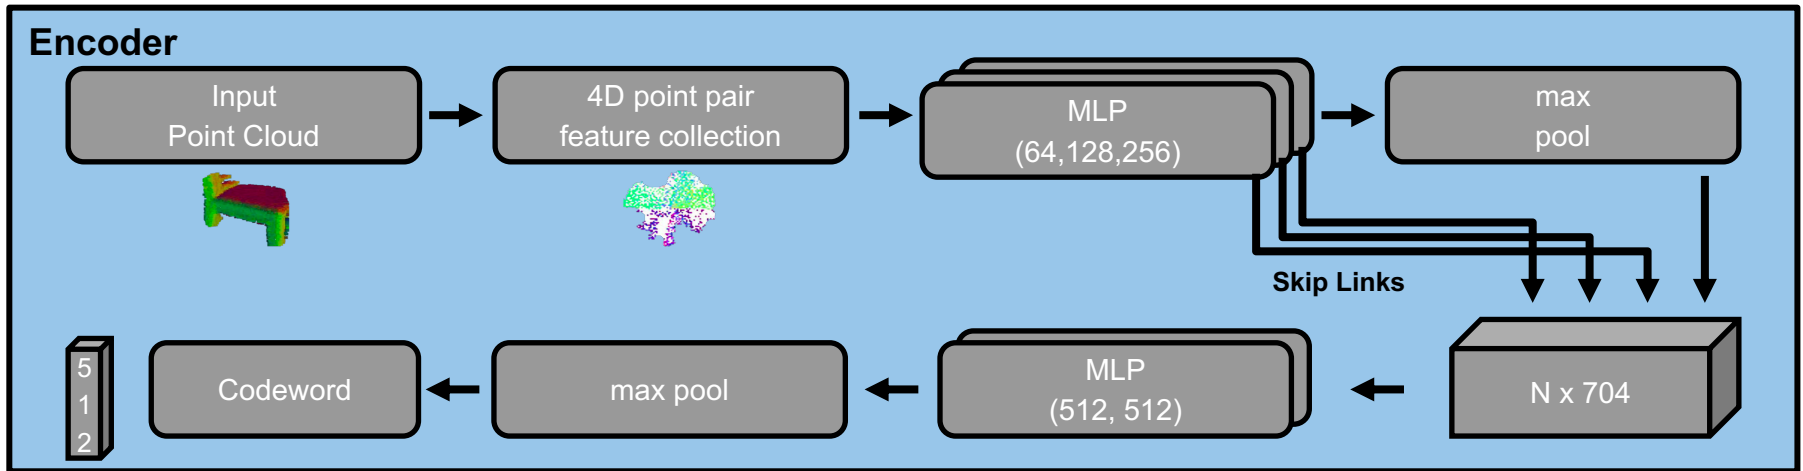 Encoder
Input
Point Cloud
4D point pair
feature collection
MLP
(64,128,256)
max
pool
Skip Links
5
1
2
Codeword
max pool
MLP
(512, 512)
N x 704